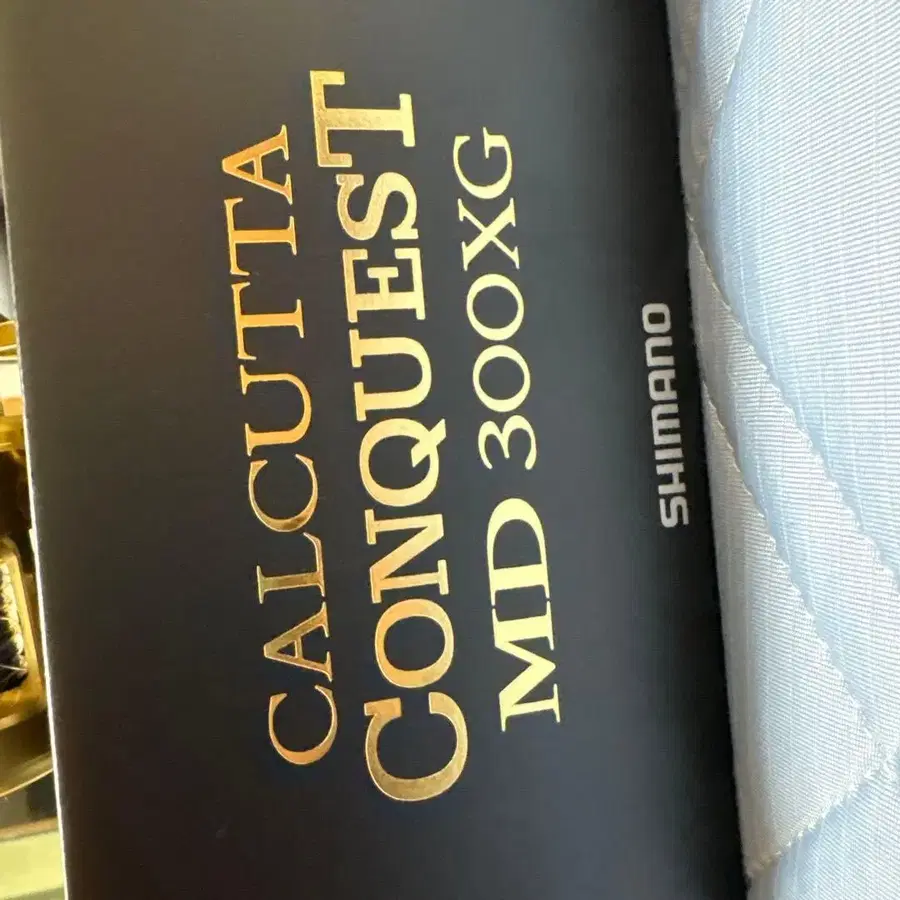 CALCUTTA
CONQUEST
MD 300XG
SHIMANO